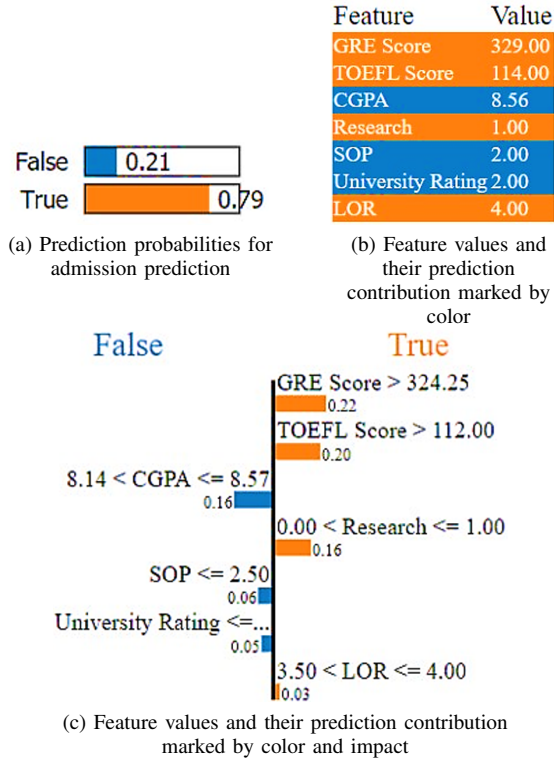 False 0.21
True 0.79
(a) Prediction probabilities for
admission prediction
Feature Value
GRE Score 329.00
TOEFL Score 114.00
CGPA 8.56
Research 1.00
SOP 2.00
University Rating 2.00
LOR 4.00
(b) Feature values and
their prediction
contribution marked by
color
False True
GRE Score > 324.25
0.22
TOEFL Score > 112.00
0.20
8.14 < CGPA <= 8.57
0.16
0.00 < Research <= 1.00
0.16
SOP <= 2.50
0.06
University Rating <=...
0.05
3.50 < LOR <= 4.00
0.03
(c) Feature values and their prediction contribution
marked by color and impact